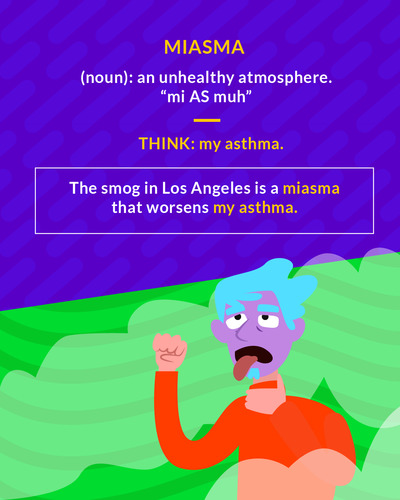 MIASMA
(noun): an unhealthy atmosphere.
“mi AS muh”
THINK: my asthma.
The smog in Los Angeles is a miasma
that worsens my asthma.